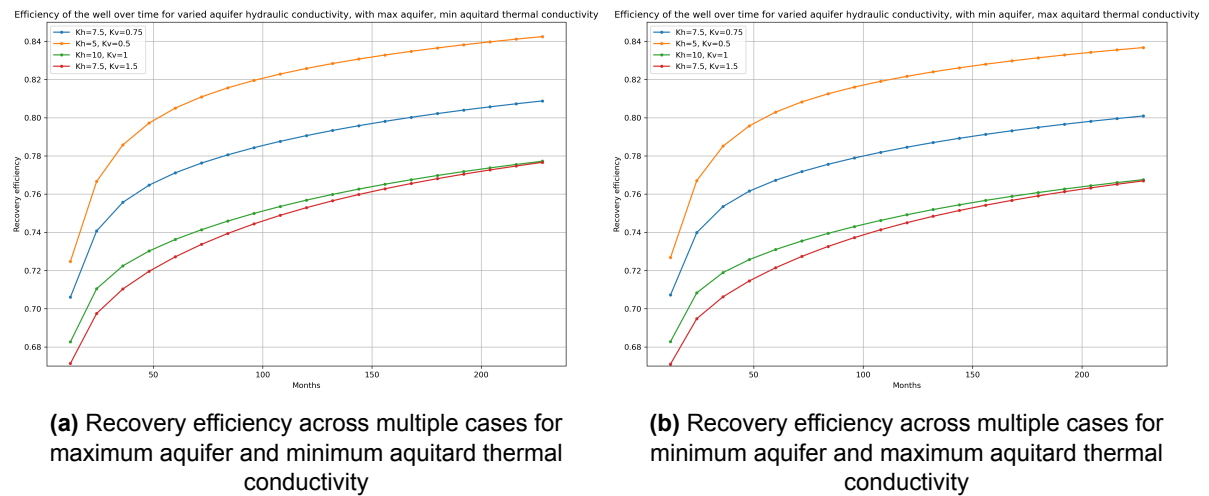 Efficiency of the well over time for varied aquifer hydraulic conductivity, with max aquifer, min aquitard thermal conductivity
Kh=7.5, Kv=0.75
Kh=5, Kv=0.5
Kh=10, Kv=1
Kh=7.5, Kv=1.5
0.84
0.82
0.80
0.78
0.76
0.74
0.72
0.70
0.68
Recovery efficiency
50
100
150
200
Months
(a) Recovery efficiency across multiple cases for
maximum aquifer and minimum aquitard thermal
conductivity
Efficiency of the well over time for varied aquifer hydraulic conductivity, with min aquifer, max aquitard thermal conductivity
Kh=7.5, Kv=0.75
Kh=5, Kv=0.5
Kh=10, Kv=1
Kh=7.5, Kv=1.5
0.84
0.82
0.80
0.78
0.76
0.74
0.72
0.70
0.68
Recovery efficiency
50
100
150
200
Months
(b) Recovery efficiency across multiple cases for
minimum aquifer and maximum aquitard thermal
conductivity